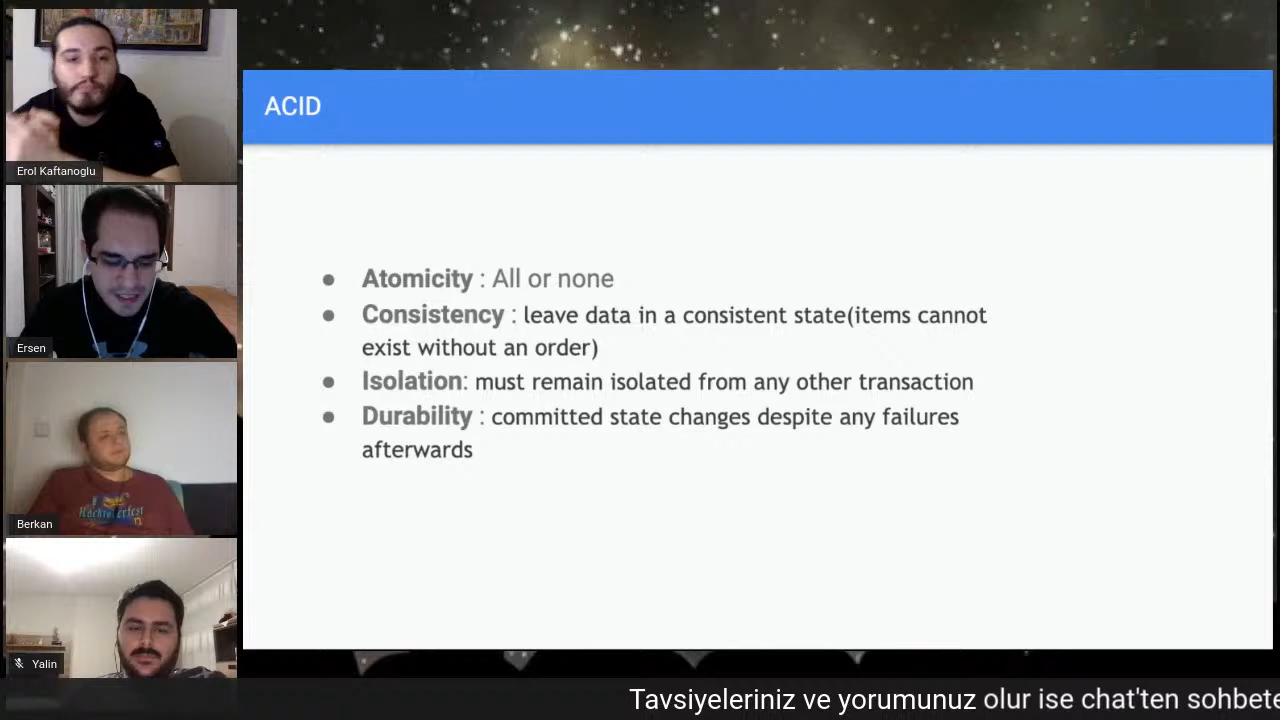 Erol Kaftanoglu
Ersen
Hacktoberfest
Berkan
Yalin
ACID
● Atomicity : All or none
● Consistency : leave data in a consistent state(items cannot
exist without an order)
● Isolation: must remain isolated from any other transaction
● Durability : committed state changes despite any failures
afterwards
Tavsiyeleriniz ve yorumunuz olur ise chat'ten sohbete